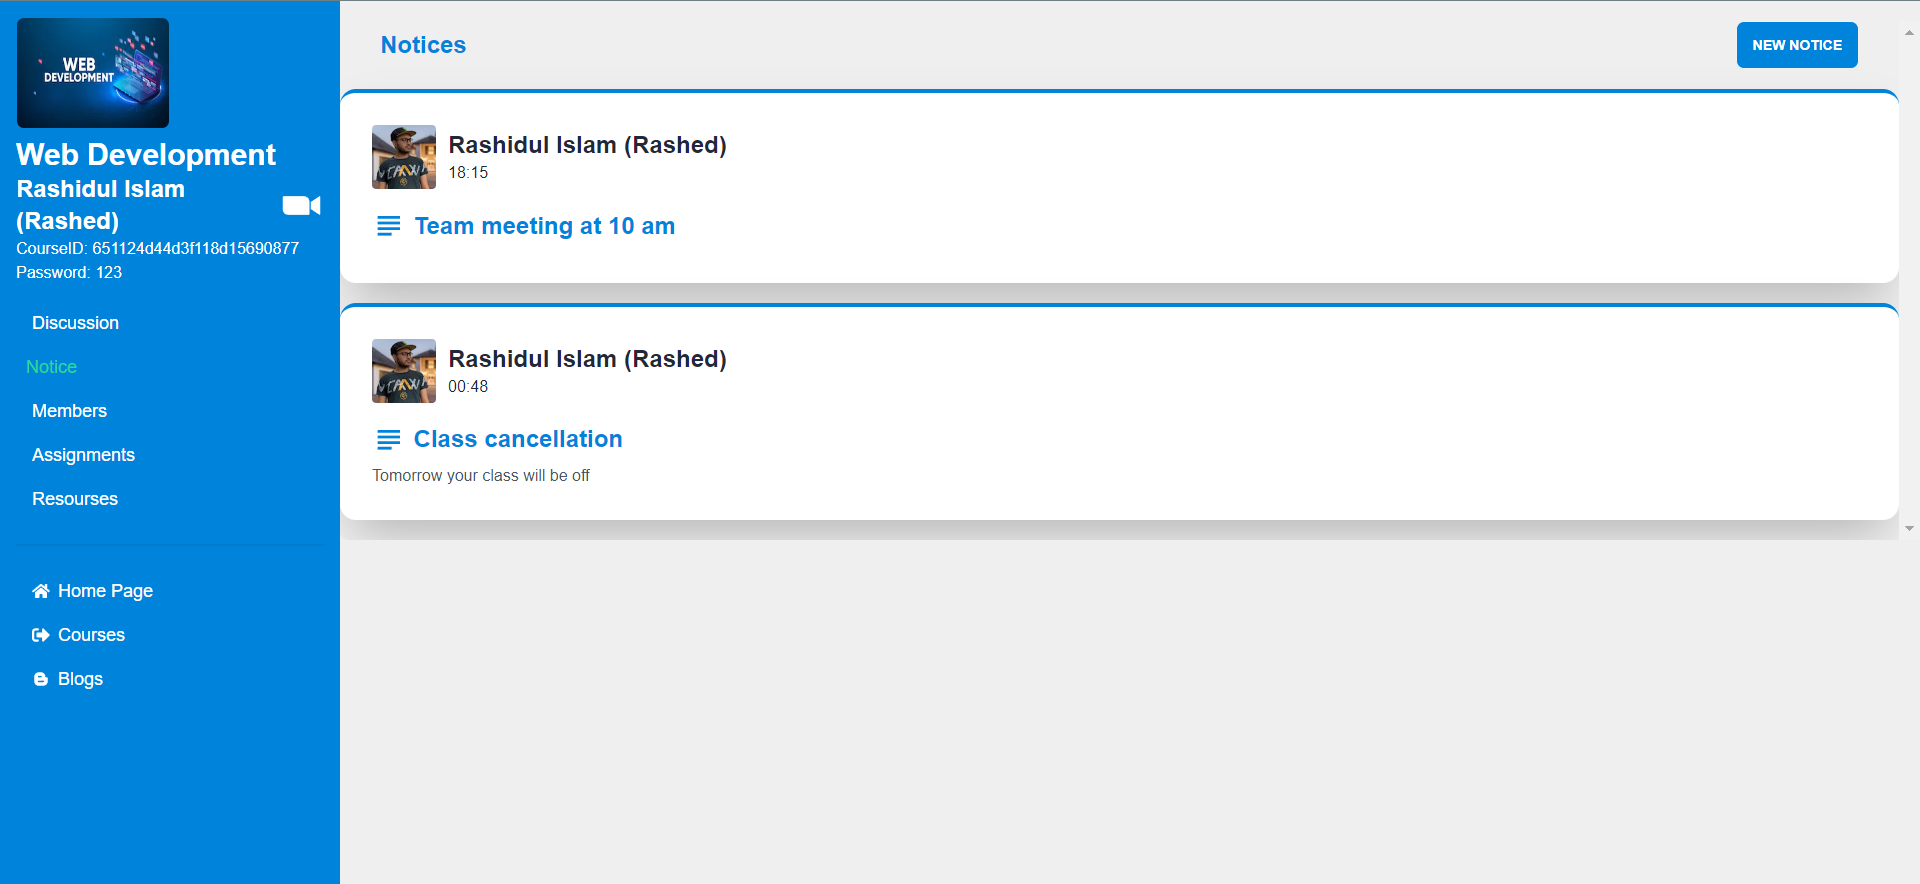 WEB
DEVELOPMENT
Web Development
Rashidul Islam
(Rashed)
CourseID: 651124d44d3f118d15690877
Password: 123
Discussion
Notice
Members
Assignments
Resourses
Home Page
Courses
Blogs
Notices
NEW NOTICE
Rashidul Islam (Rashed)
18:15
Team meeting at 10 am
Rashidul Islam (Rashed)
00:48
Class cancellation
Tomorrow your class will be off